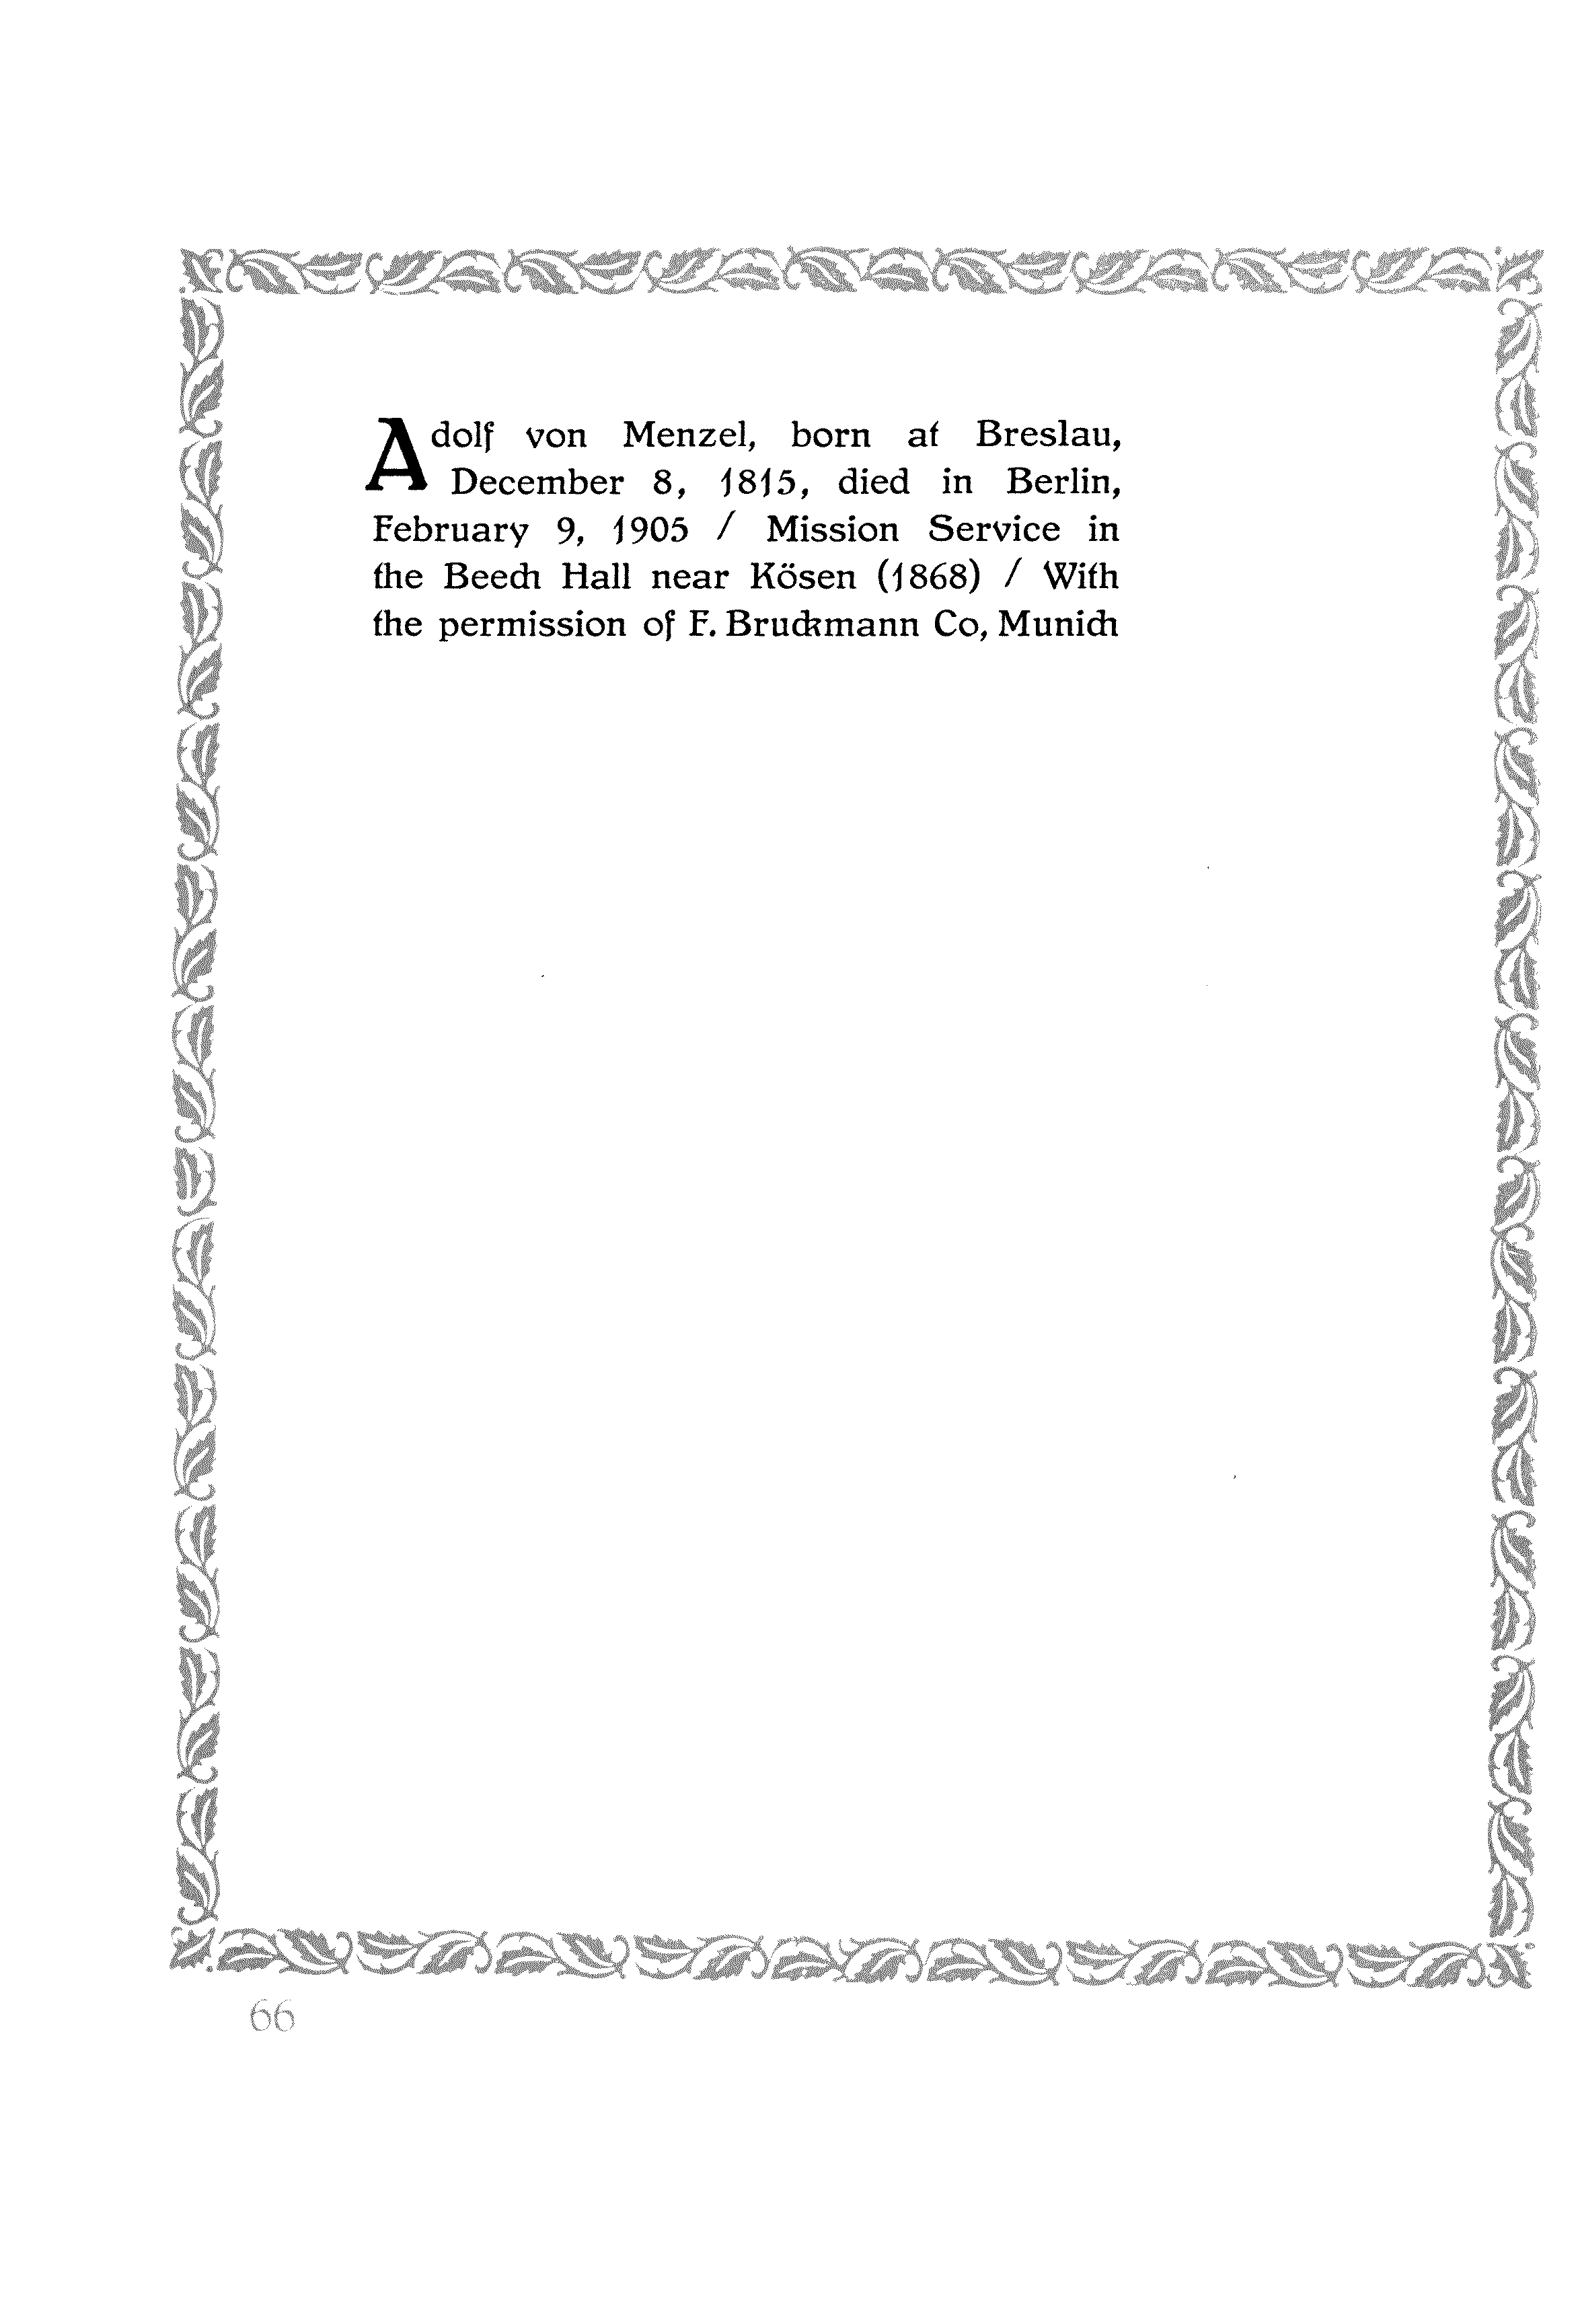 Adolf von Menzel, born at Breslau,
December 8, 1815, died in Berlin,
February 9, 1905 / Mission Service in
the Beech Hall near Kösen (1868) / With
the permission of F. Bruckmann Co, Munich
66